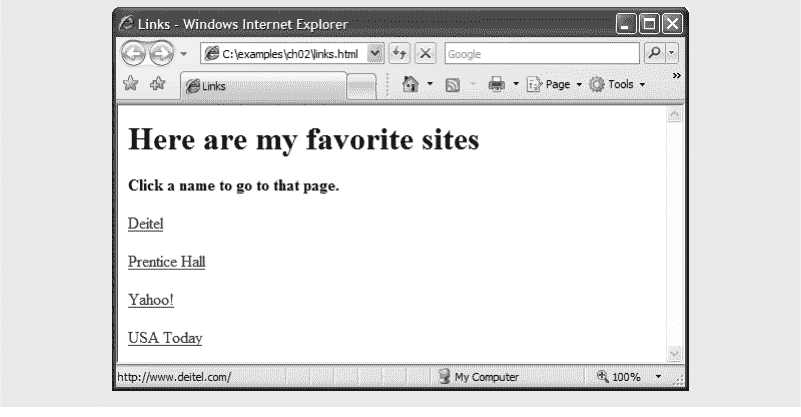 Links - Windows Internet Explorer
C:\examples\ch02\links.html
Google
Links
Page
Tools
»
Here are my favorite sites
Click a name to go to that page.
Deitel
Prentice Hall
Yahoo!
USA Today
http://www.deitel.com/
My Computer
100%